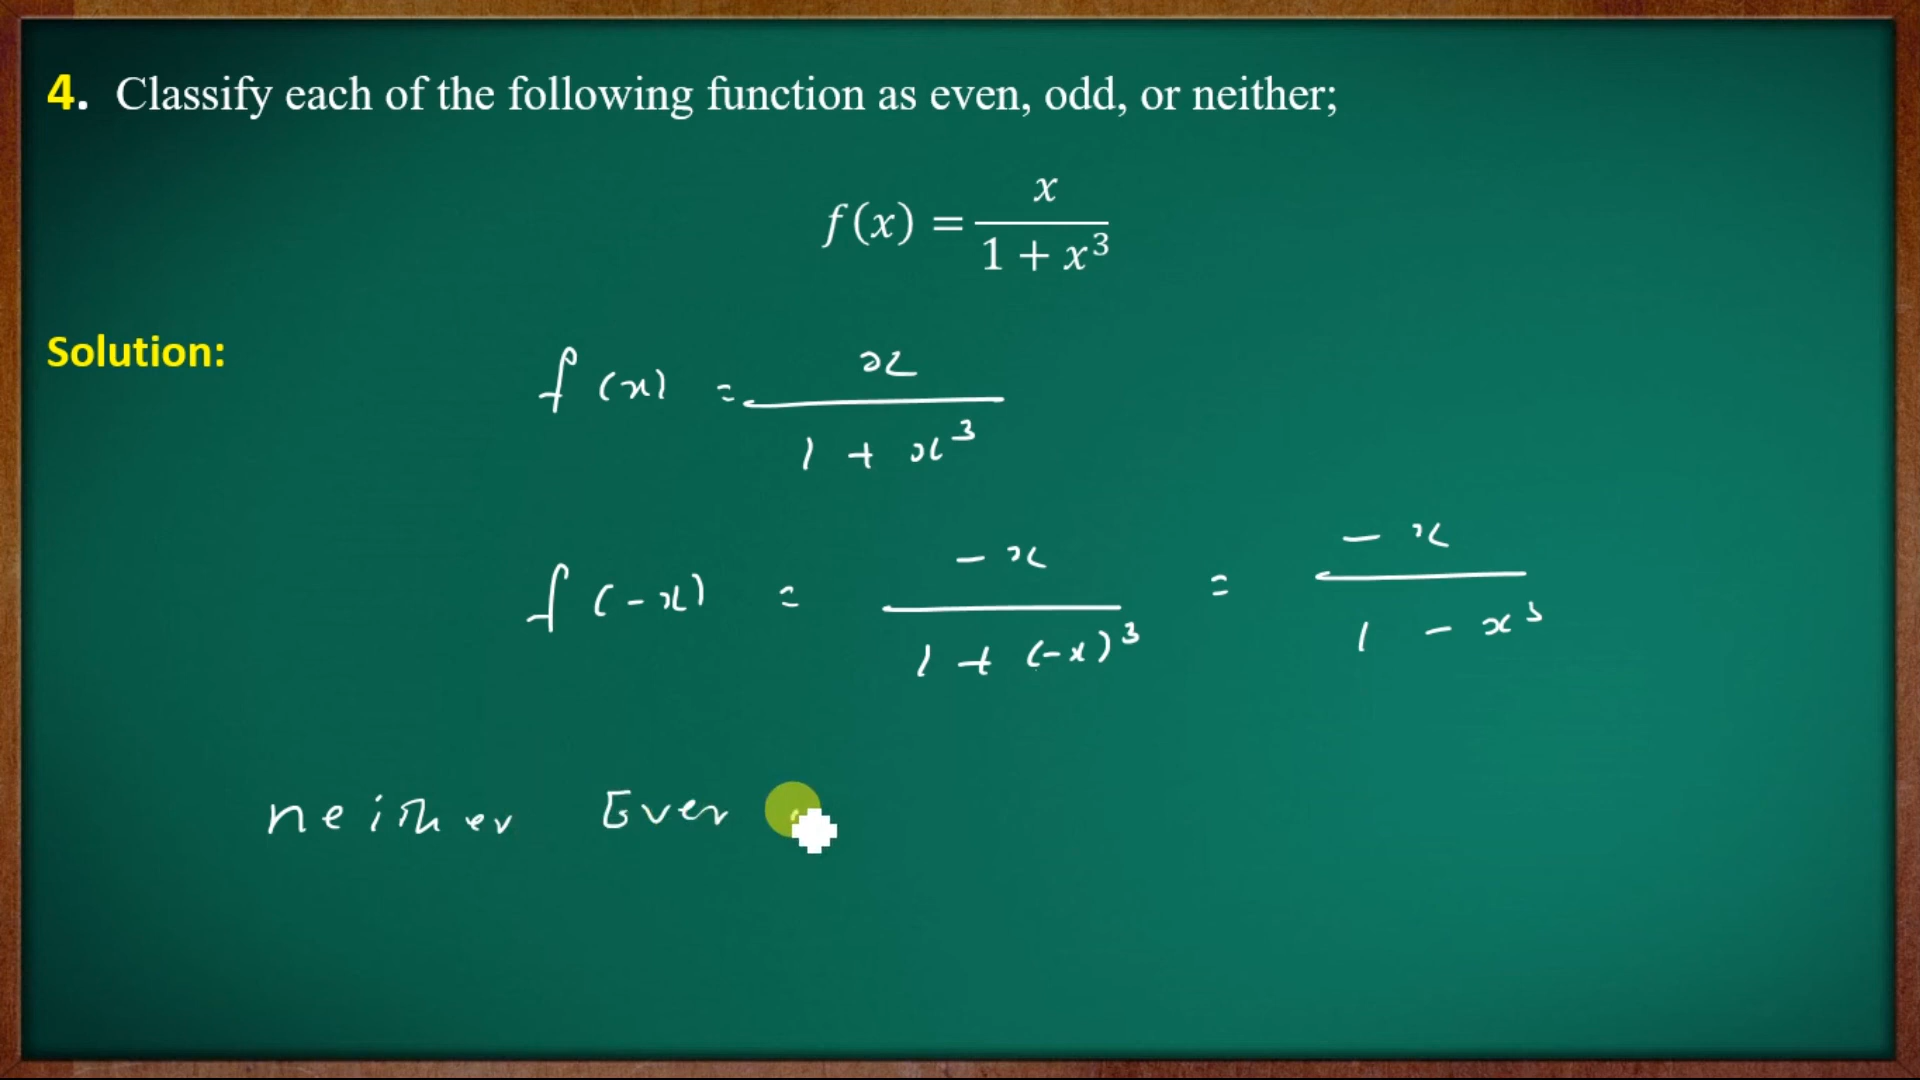 4. Classify each of the following function as even, odd, or neither;
f(x) = x / (1 + x³)
Solution:
f(x) = x / (1 + x³)
f(-x) = -x / (1 + (-x)³) = -x / (1 - x³)
neither Even